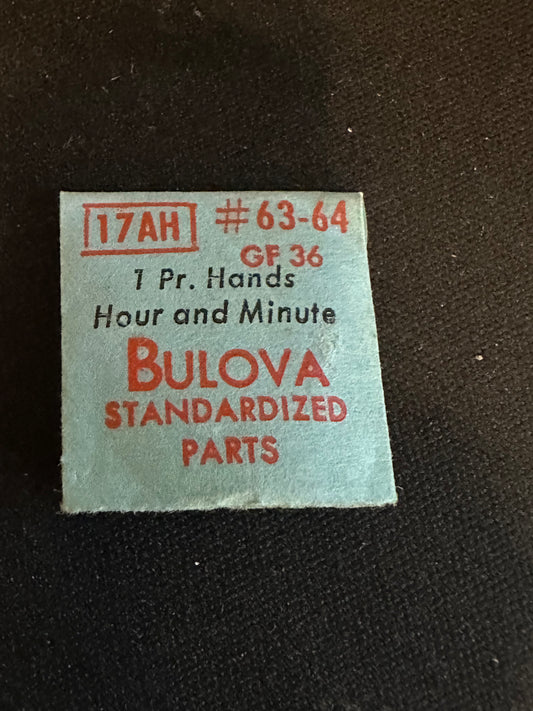 17AH #63-64
GF 36
1 Pr. Hands
Hour and Minute
BULOVA
STANDARDIZED
PARTS